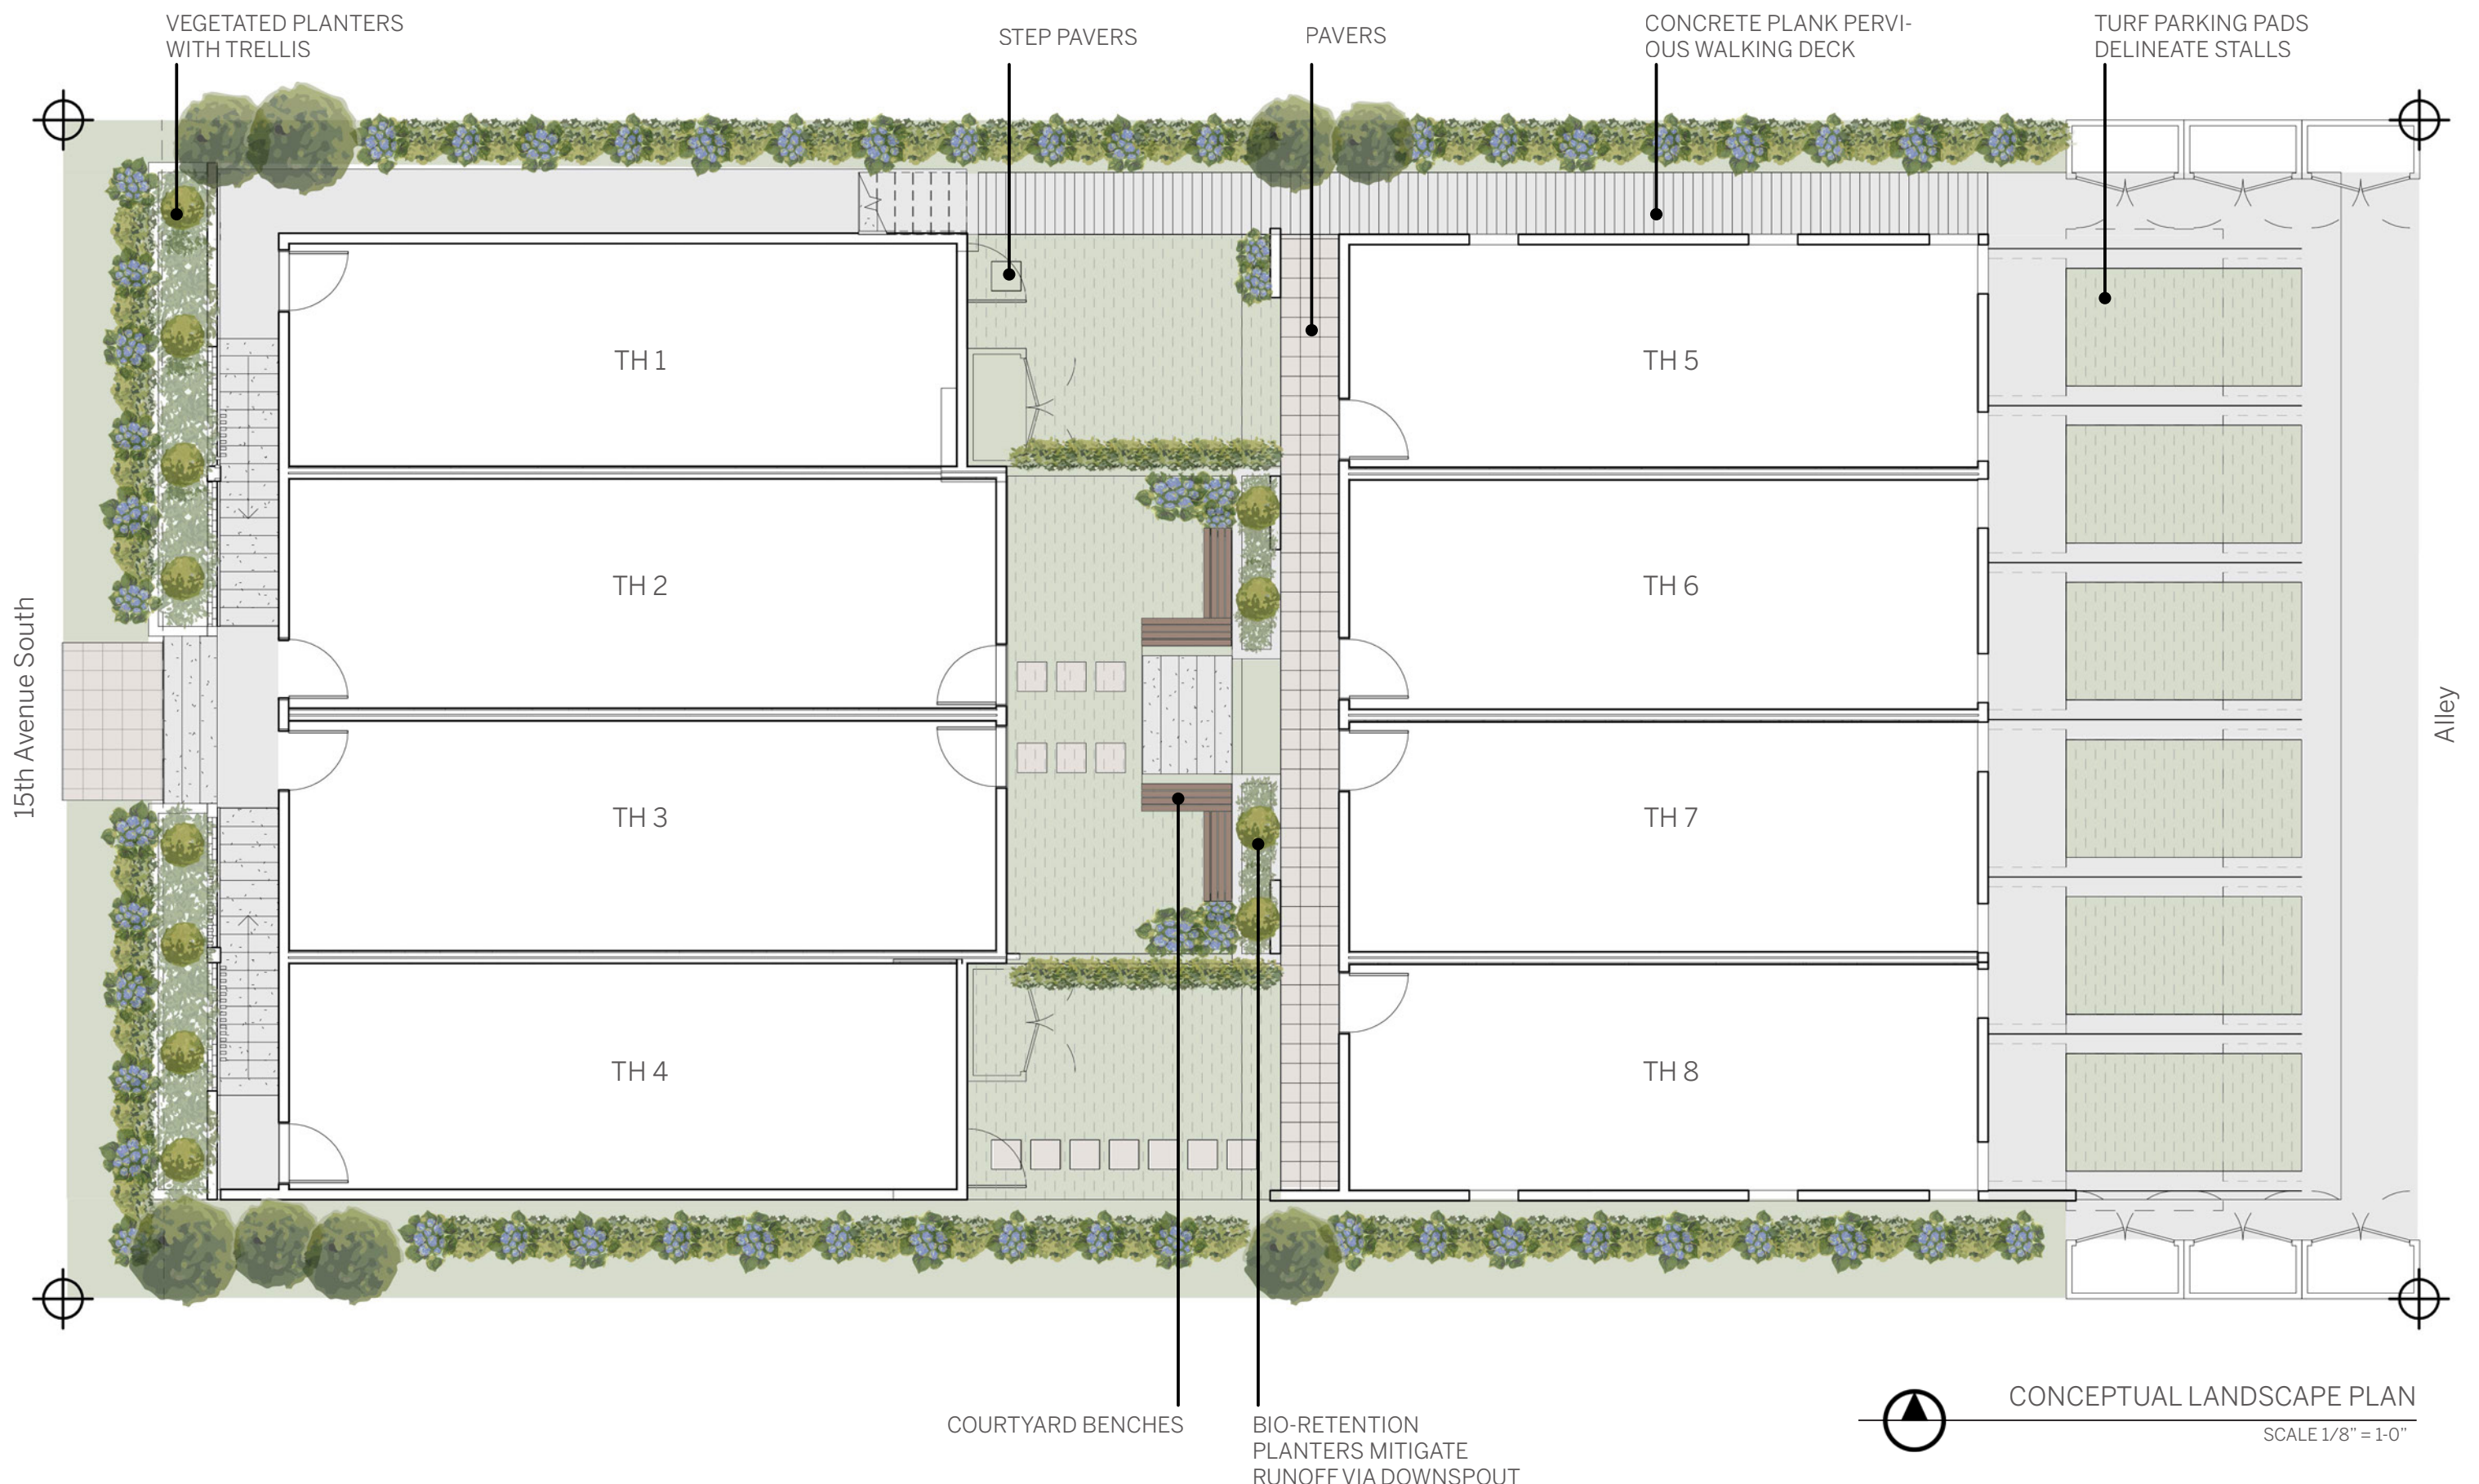 VEGETATED PLANTERS
WITH TRELLIS
STEP PAVERS
PAVERS
CONCRETE PLANK PERVI-
OUS WALKING DECK
TURF PARKING PADS
DELINEATE STALLS
TH 1
TH 5
TH 2
TH 6
15th Avenue South
Alley
TH 3
TH 7
TH 4
TH 8
COURTYARD BENCHES
BIO-RETENTION
PLANTERS MITIGATE
RUNOFF VIA DOWNSPOUT
CONCEPTUAL LANDSCAPE PLAN
SCALE 1/8" = 1-0"